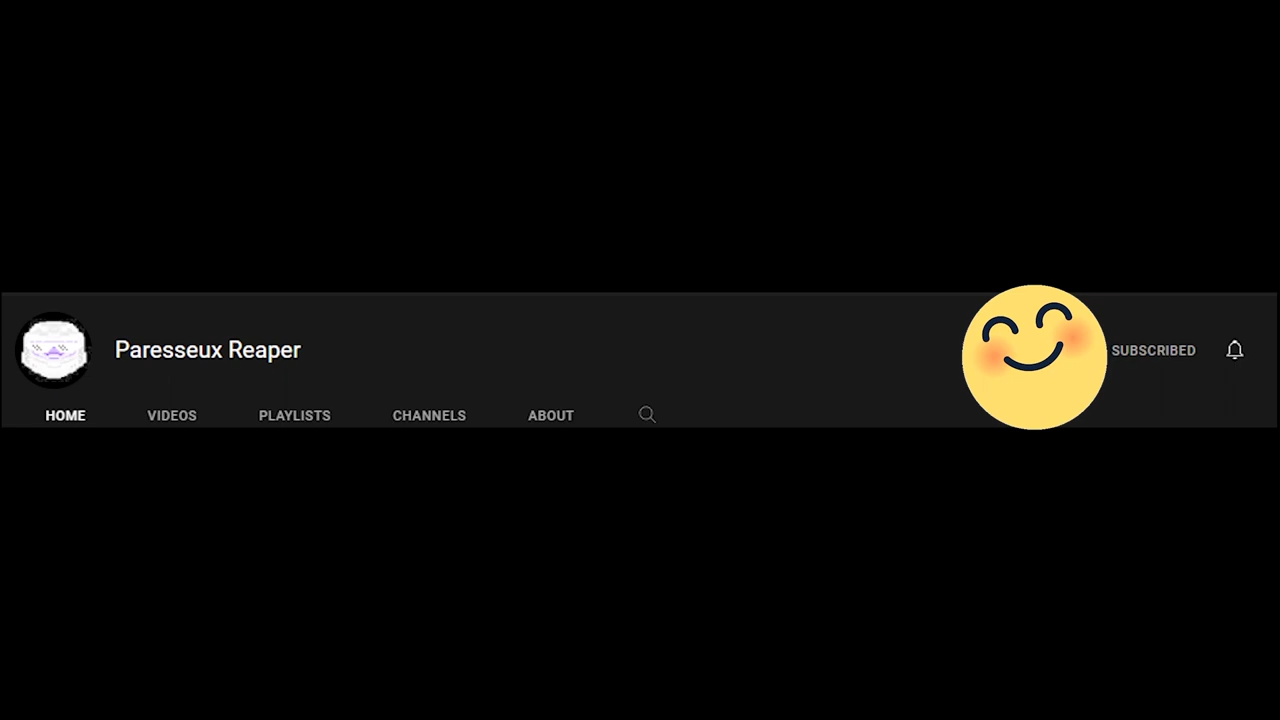 Paresseux Reaper
SUBSCRIBED
HOME VIDEOS PLAYLISTS CHANNELS ABOUT